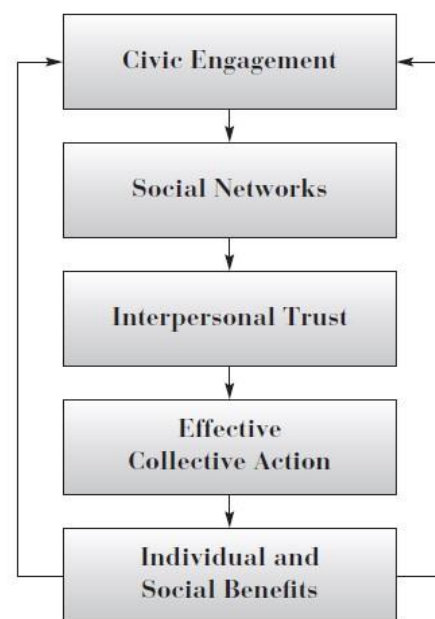 Civic Engagement
Social Networks
Interpersonal Trust
Effective
Collective Action
Individual and
Social Benefits